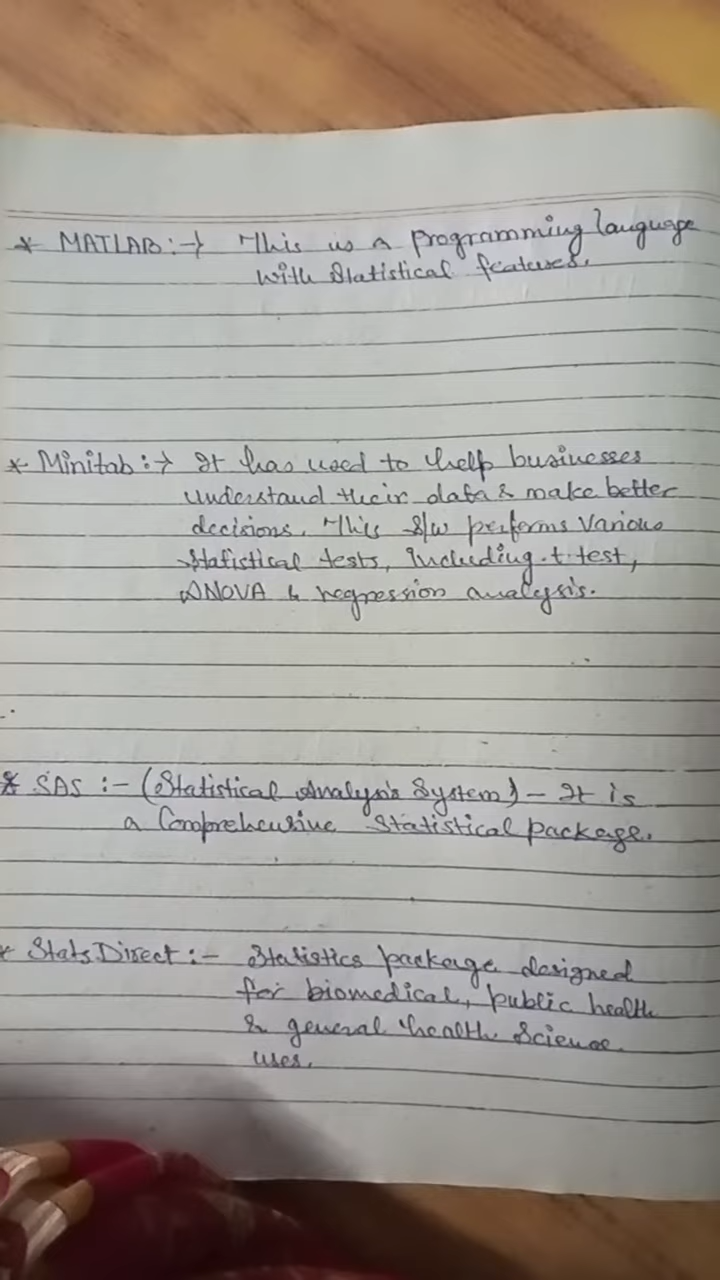 * MATLAB :→ This is a programming language
with Statistical features.
* Minitab :→ It has used to help businesses
understand their data & make better
decisions. This S/w performs Various
Statistical tests, Including t-test,
ANOVA & regression analysis.
* SAS :- (Statistical Analysis System) - It is
a Comprehensive Statistical package.
* StatsDirect :- Statistics package designed
for biomedical, public health
& general health Science
uses.